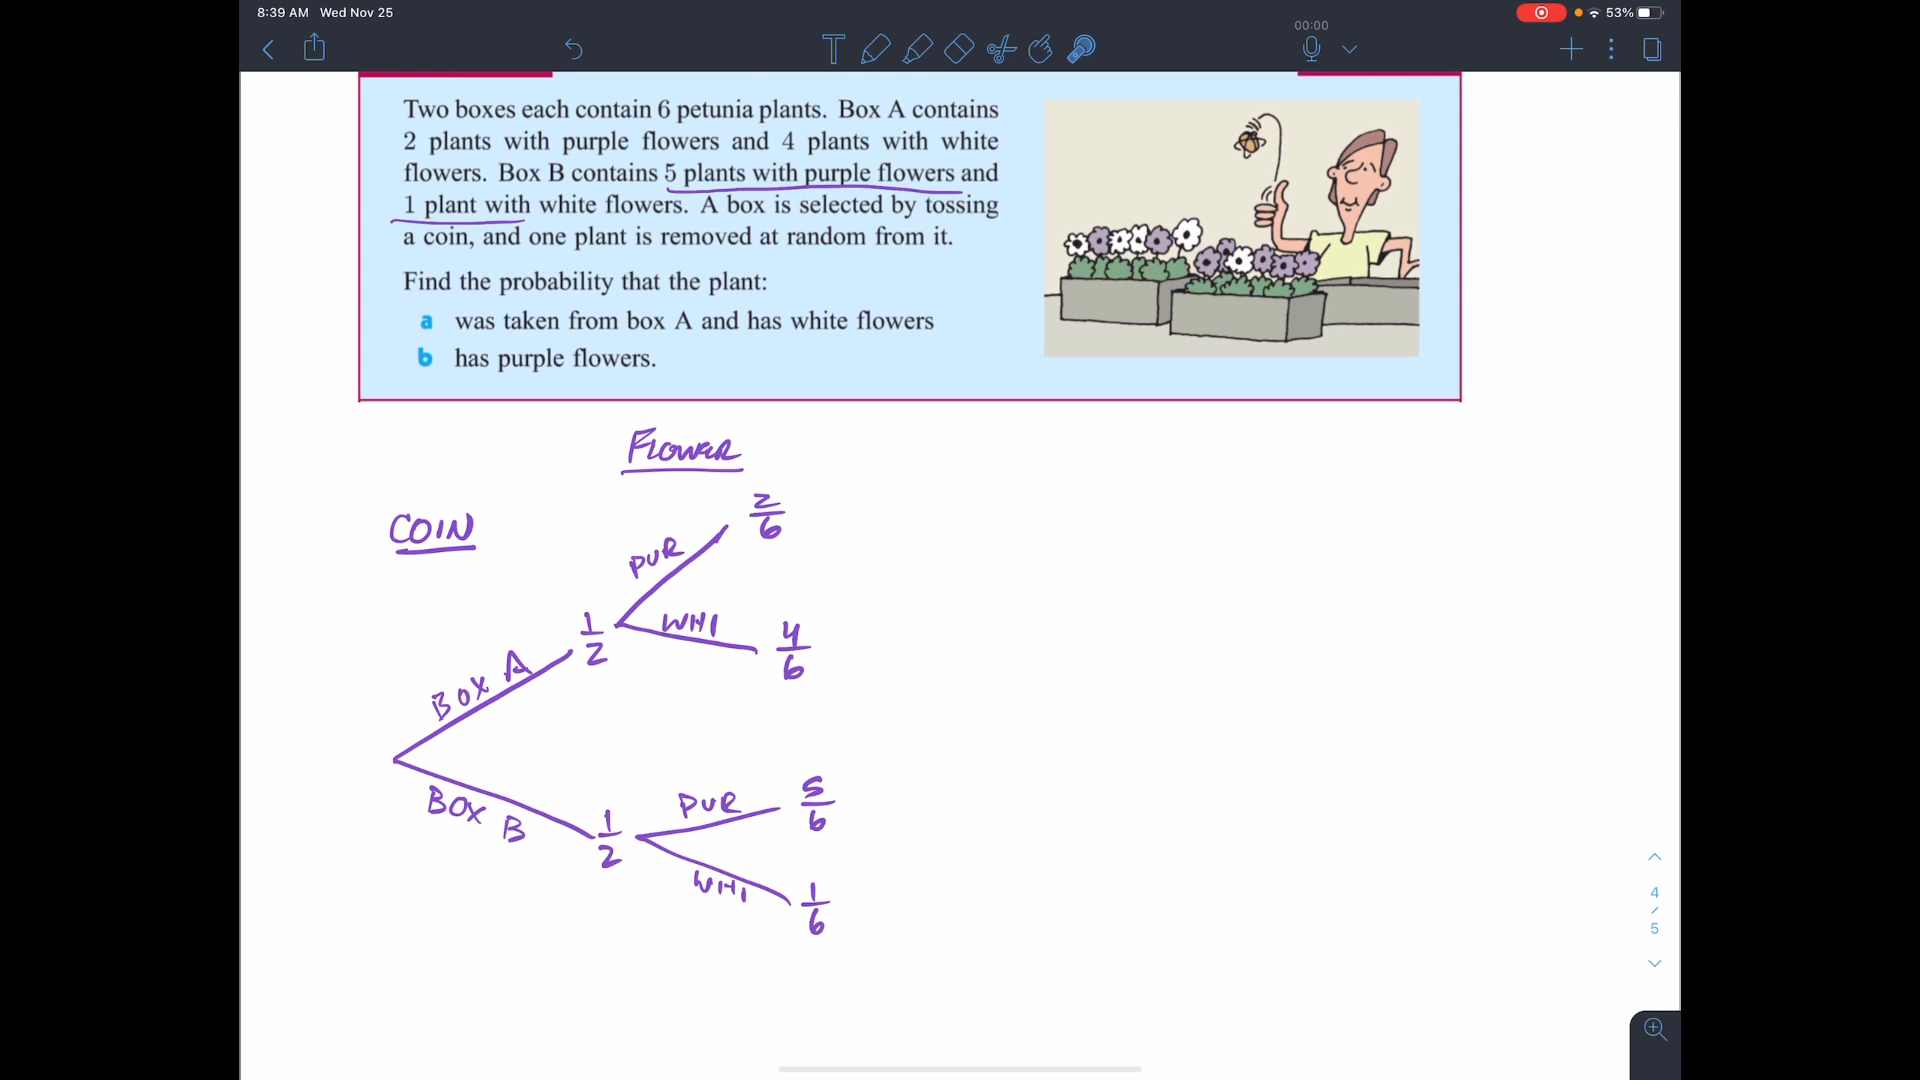 8:39 AM Wed Nov 25
53%
00:00
T
Two boxes each contain 6 petunia plants. Box A contains
2 plants with purple flowers and 4 plants with white
flowers. Box B contains 5 plants with purple flowers and
1 plant with white flowers. A box is selected by tossing
a coin, and one plant is removed at random from it.
Find the probability that the plant:
a was taken from box A and has white flowers
b has purple flowers.
FLOWER
COIN
PUR 2/6
BOX A 1/2
WHI 4/6
BOX B 1/2
PUR 5/6
WHI 1/6
4
/
5